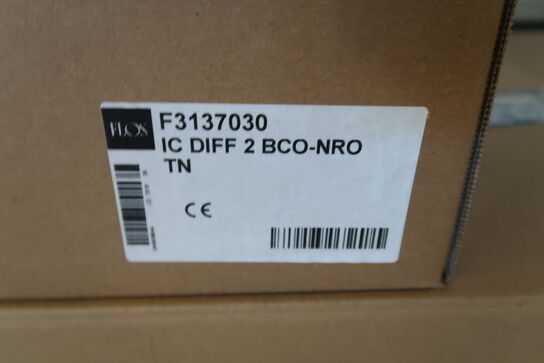 FLOS
F3137030
IC DIFF 2 BCO-NRO
TN
CE